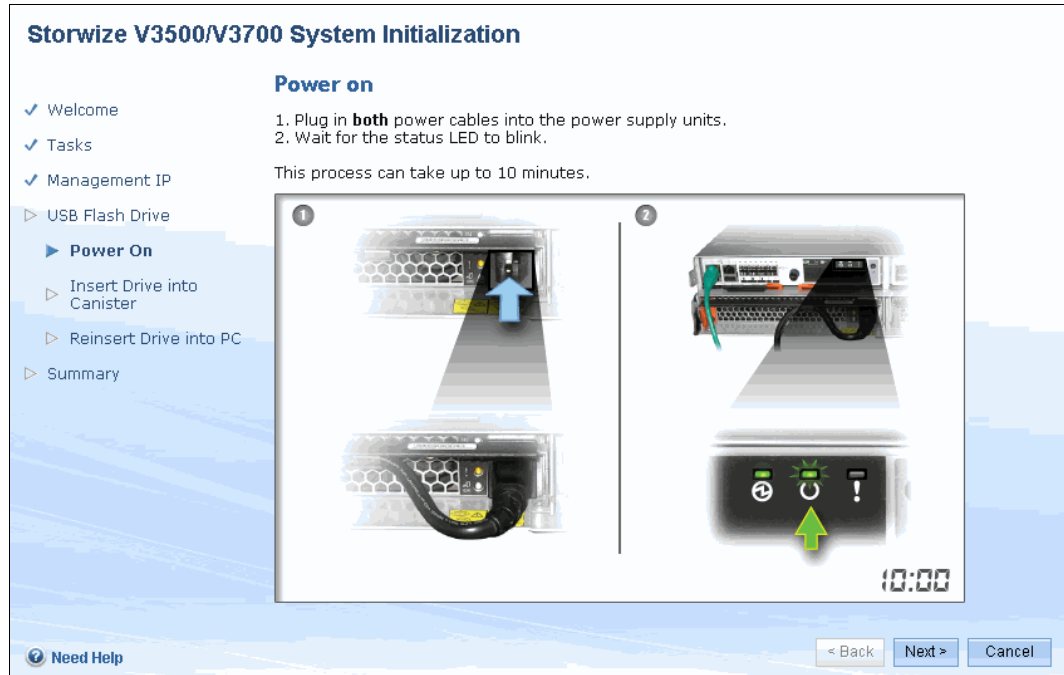 Storwize V3500/V3700 System Initialization
Welcome
Tasks
Management IP
USB Flash Drive
Power On
Insert Drive into
Canister
Reinsert Drive into PC
Summary
Power on
1. Plug in both power cables into the power supply units.
2. Wait for the status LED to blink.
This process can take up to 10 minutes.
1
2
10:00
Need Help
< Back
Next >
Cancel